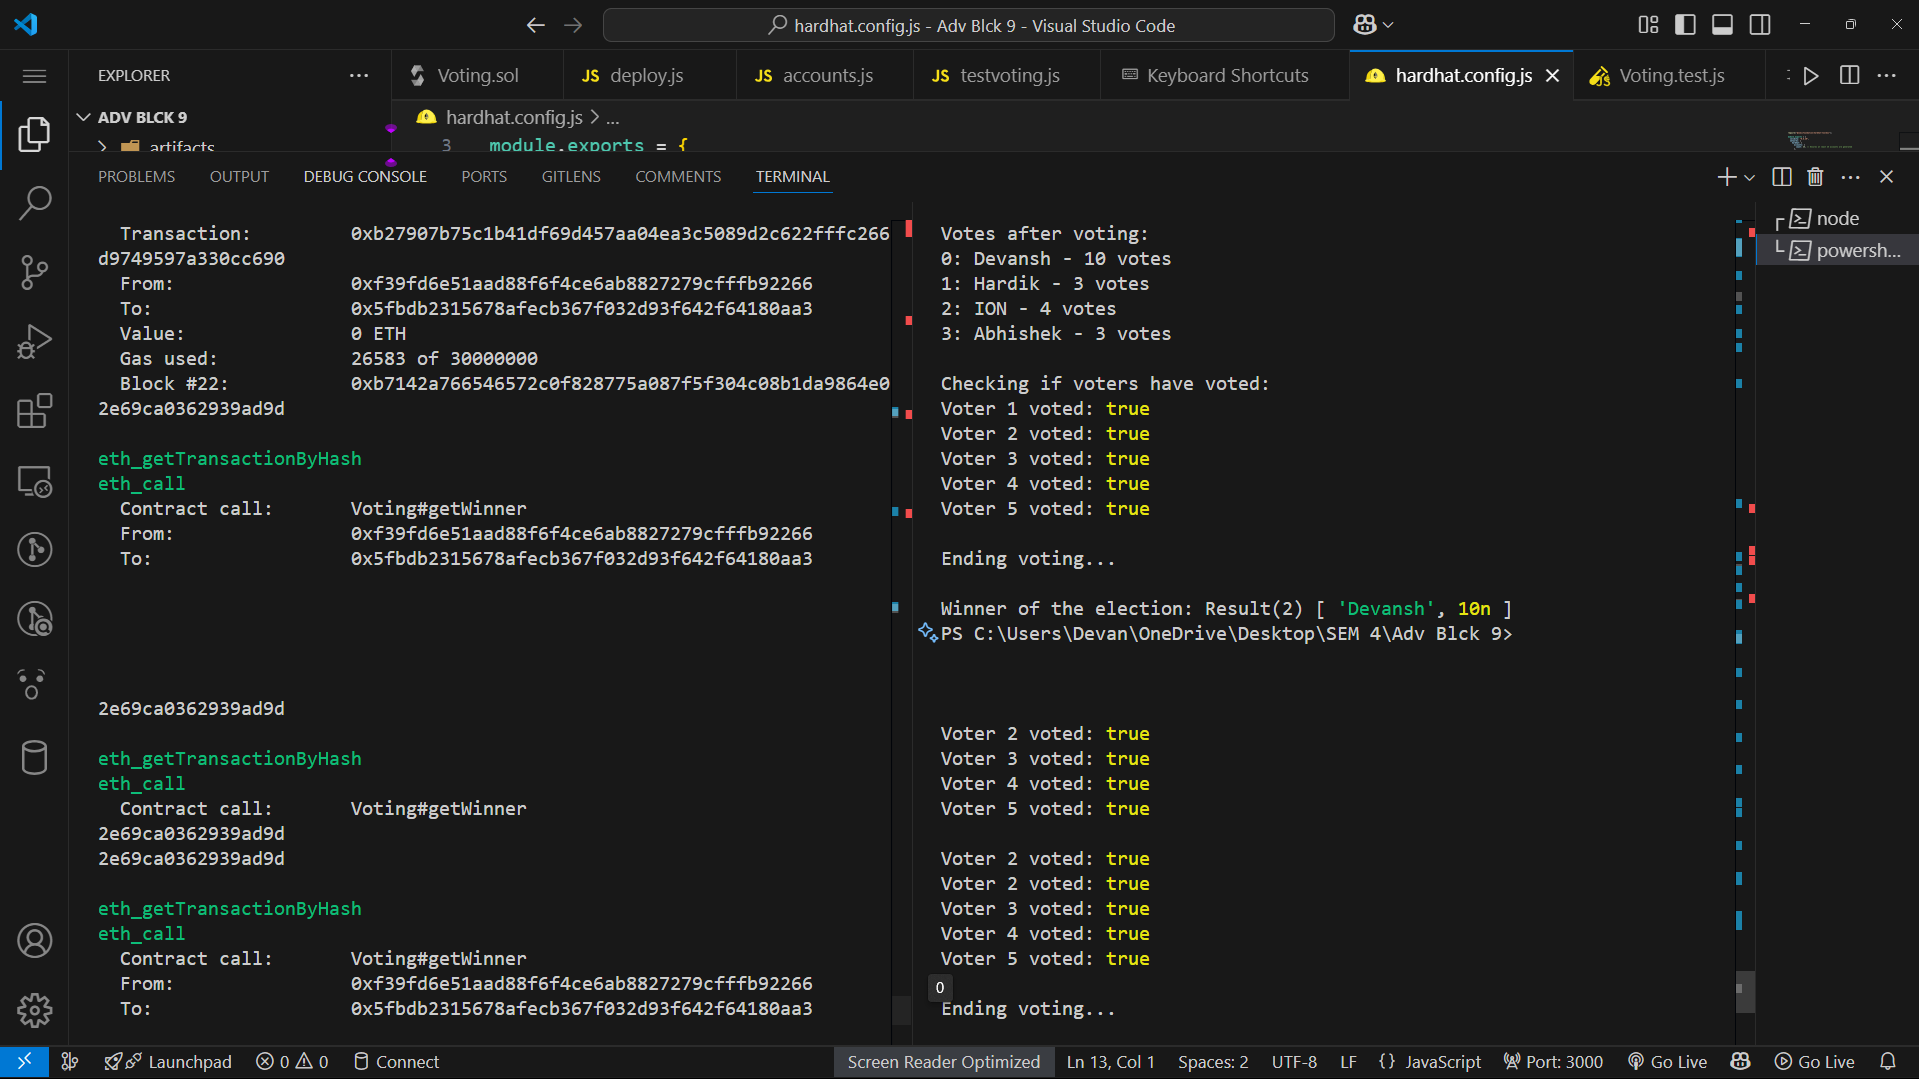 hardhat.config.js - Adv Blck 9 - Visual Studio Code
EXPLORER
Voting.sol
JS deploy.js
JS accounts.js
JS testvoting.js
Keyboard Shortcuts
hardhat.config.js
Voting.test.js
ADV BLCK 9
artifacts
hardhat.config.js > ...
3 module.exports = {
PROBLEMS OUTPUT DEBUG CONSOLE PORTS GITLENS COMMENTS TERMINAL
Transaction: 0xb27907b75c1b41df69d457aa04ea3c5089d2c622fffc266
d9749597a330cc690
From: 0xf39fd6e51aad88f6f4ce6ab8827279cfffb92266
To: 0x5fbdb2315678afecb367f032d93f642f64180aa3
Value: 0 ETH
Gas used: 26583 of 30000000
Block #22: 0xb7142a766546572c0f828775a087f5f304c08b1da9864e0
2e69ca0362939ad9d
eth_getTransactionByHash
eth_call
Contract call: Voting#getWinner
From: 0xf39fd6e51aad88f6f4ce6ab8827279cfffb92266
To: 0x5fbdb2315678afecb367f032d93f642f64180aa3
2e69ca0362939ad9d
eth_getTransactionByHash
eth_call
Contract call: Voting#getWinner
2e69ca0362939ad9d
2e69ca0362939ad9d
eth_getTransactionByHash
eth_call
Contract call: Voting#getWinner
From: 0xf39fd6e51aad88f6f4ce6ab8827279cfffb92266
To: 0x5fbdb2315678afecb367f032d93f642f64180aa3
Votes after voting:
0: Devansh - 10 votes
1: Hardik - 3 votes
2: ION - 4 votes
3: Abhishek - 3 votes
Checking if voters have voted:
Voter 1 voted: true
Voter 2 voted: true
Voter 3 voted: true
Voter 4 voted: true
Voter 5 voted: true
Ending voting...
Winner of the election: Result(2) [ 'Devansh', 10n ]
PS C:\Users\Devan\OneDrive\Desktop\SEM 4\Adv Blck 9>
Voter 2 voted: true
Voter 3 voted: true
Voter 4 voted: true
Voter 5 voted: true
Voter 2 voted: true
Voter 2 voted: true
Voter 3 voted: true
Voter 4 voted: true
Voter 5 voted: true
0
Ending voting...
node
powersh...
Launchpad 0 0 Connect Screen Reader Optimized Ln 13, Col 1 Spaces: 2 UTF-8 LF {} JavaScript Port: 3000 Go Live Go Live